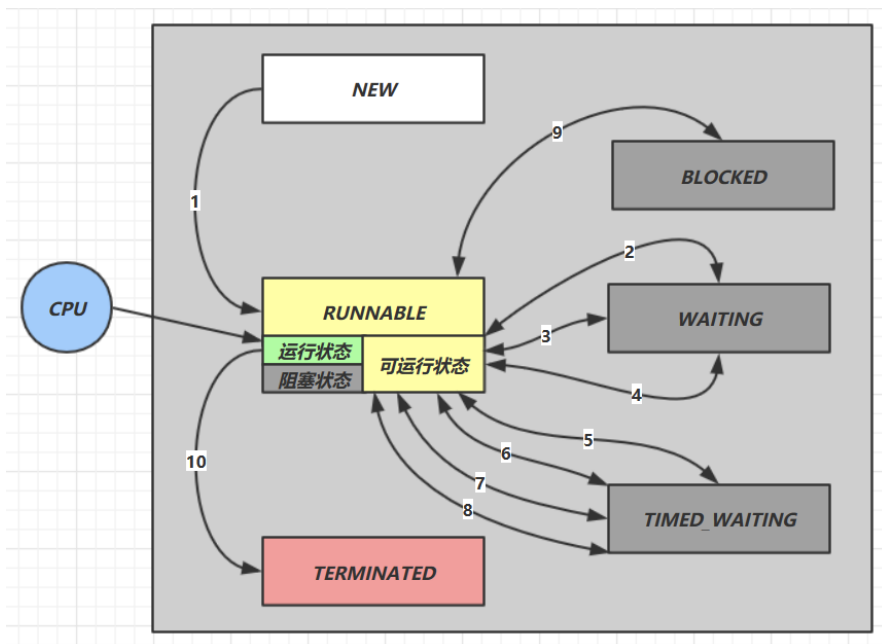 NEW
9
BLOCKED
1
2
CPU
RUNNABLE
WAITING
3
运行状态
可运行状态
阻塞状态
4
5
6
10
7
8
TIMED_WAITING
TERMINATED